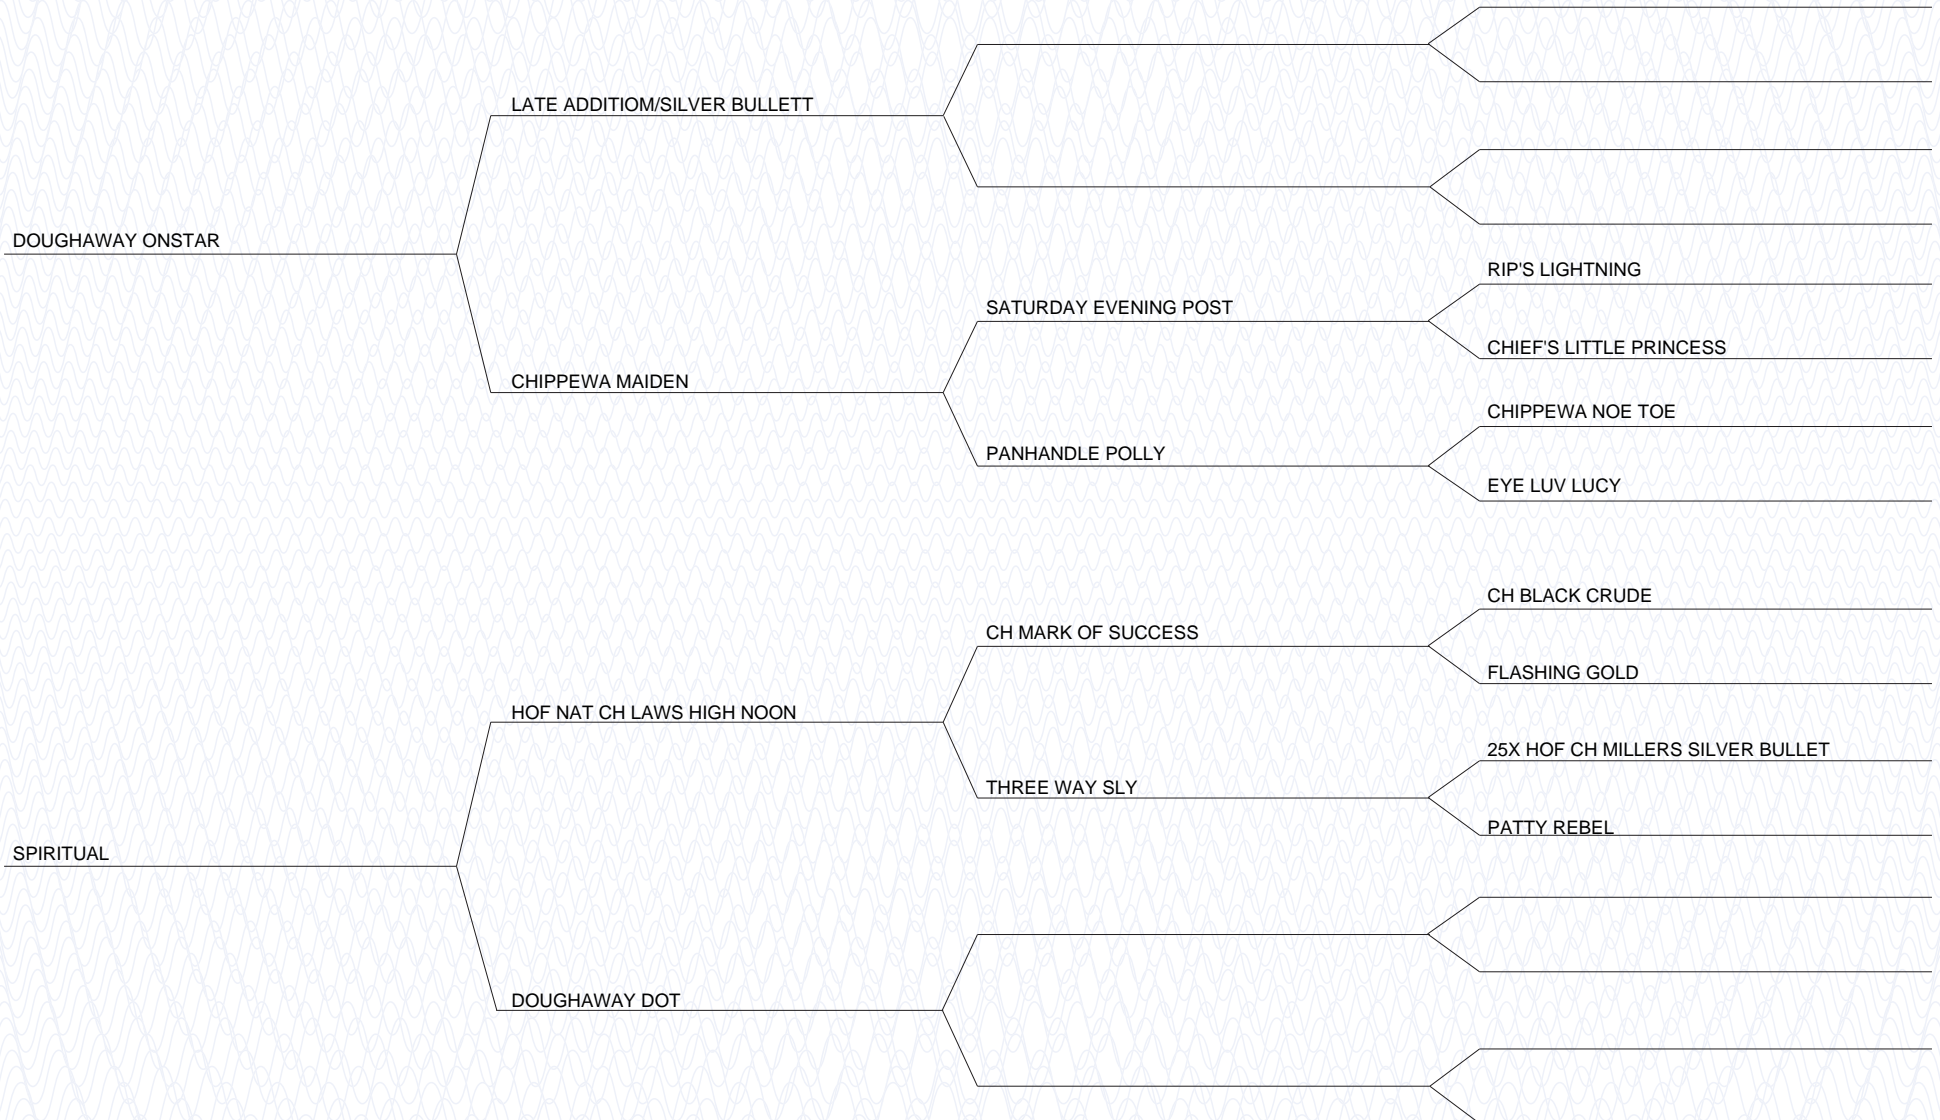 LATE ADDITIOM/SILVER BULLETT
DOUGHAWAY ONSTAR
RIP'S LIGHTNING
SATURDAY EVENING POST
CHIEF'S LITTLE PRINCESS
CHIPPEWA MAIDEN
CHIPPEWA NOE TOE
PANHANDLE POLLY
EYE LUV LUCY
CH BLACK CRUDE
CH MARK OF SUCCESS
FLASHING GOLD
HOF NAT CH LAWS HIGH NOON
25X HOF CH MILLERS SILVER BULLET
THREE WAY SLY
PATTY REBEL
SPIRITUAL
DOUGHAWAY DOT